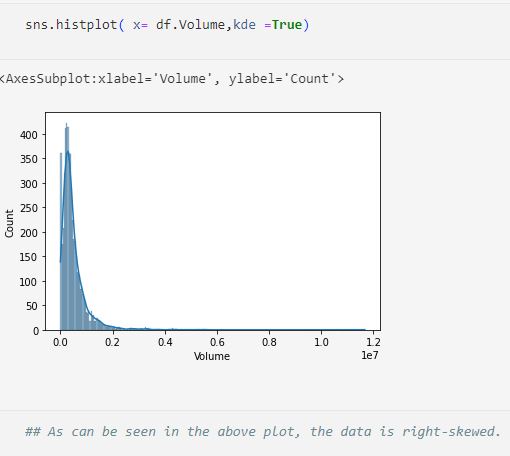 sns.histplot( x= df.Volume,kde =True)
<AxesSubplot:xlabel='Volume', ylabel='Count'>
400
350
300
250
200
150
100
50
0
Count
0.0 0.2 0.4 0.6 0.8 1.0 1.2
1e7
Volume
## As can be seen in the above plot, the data is right-skewed.